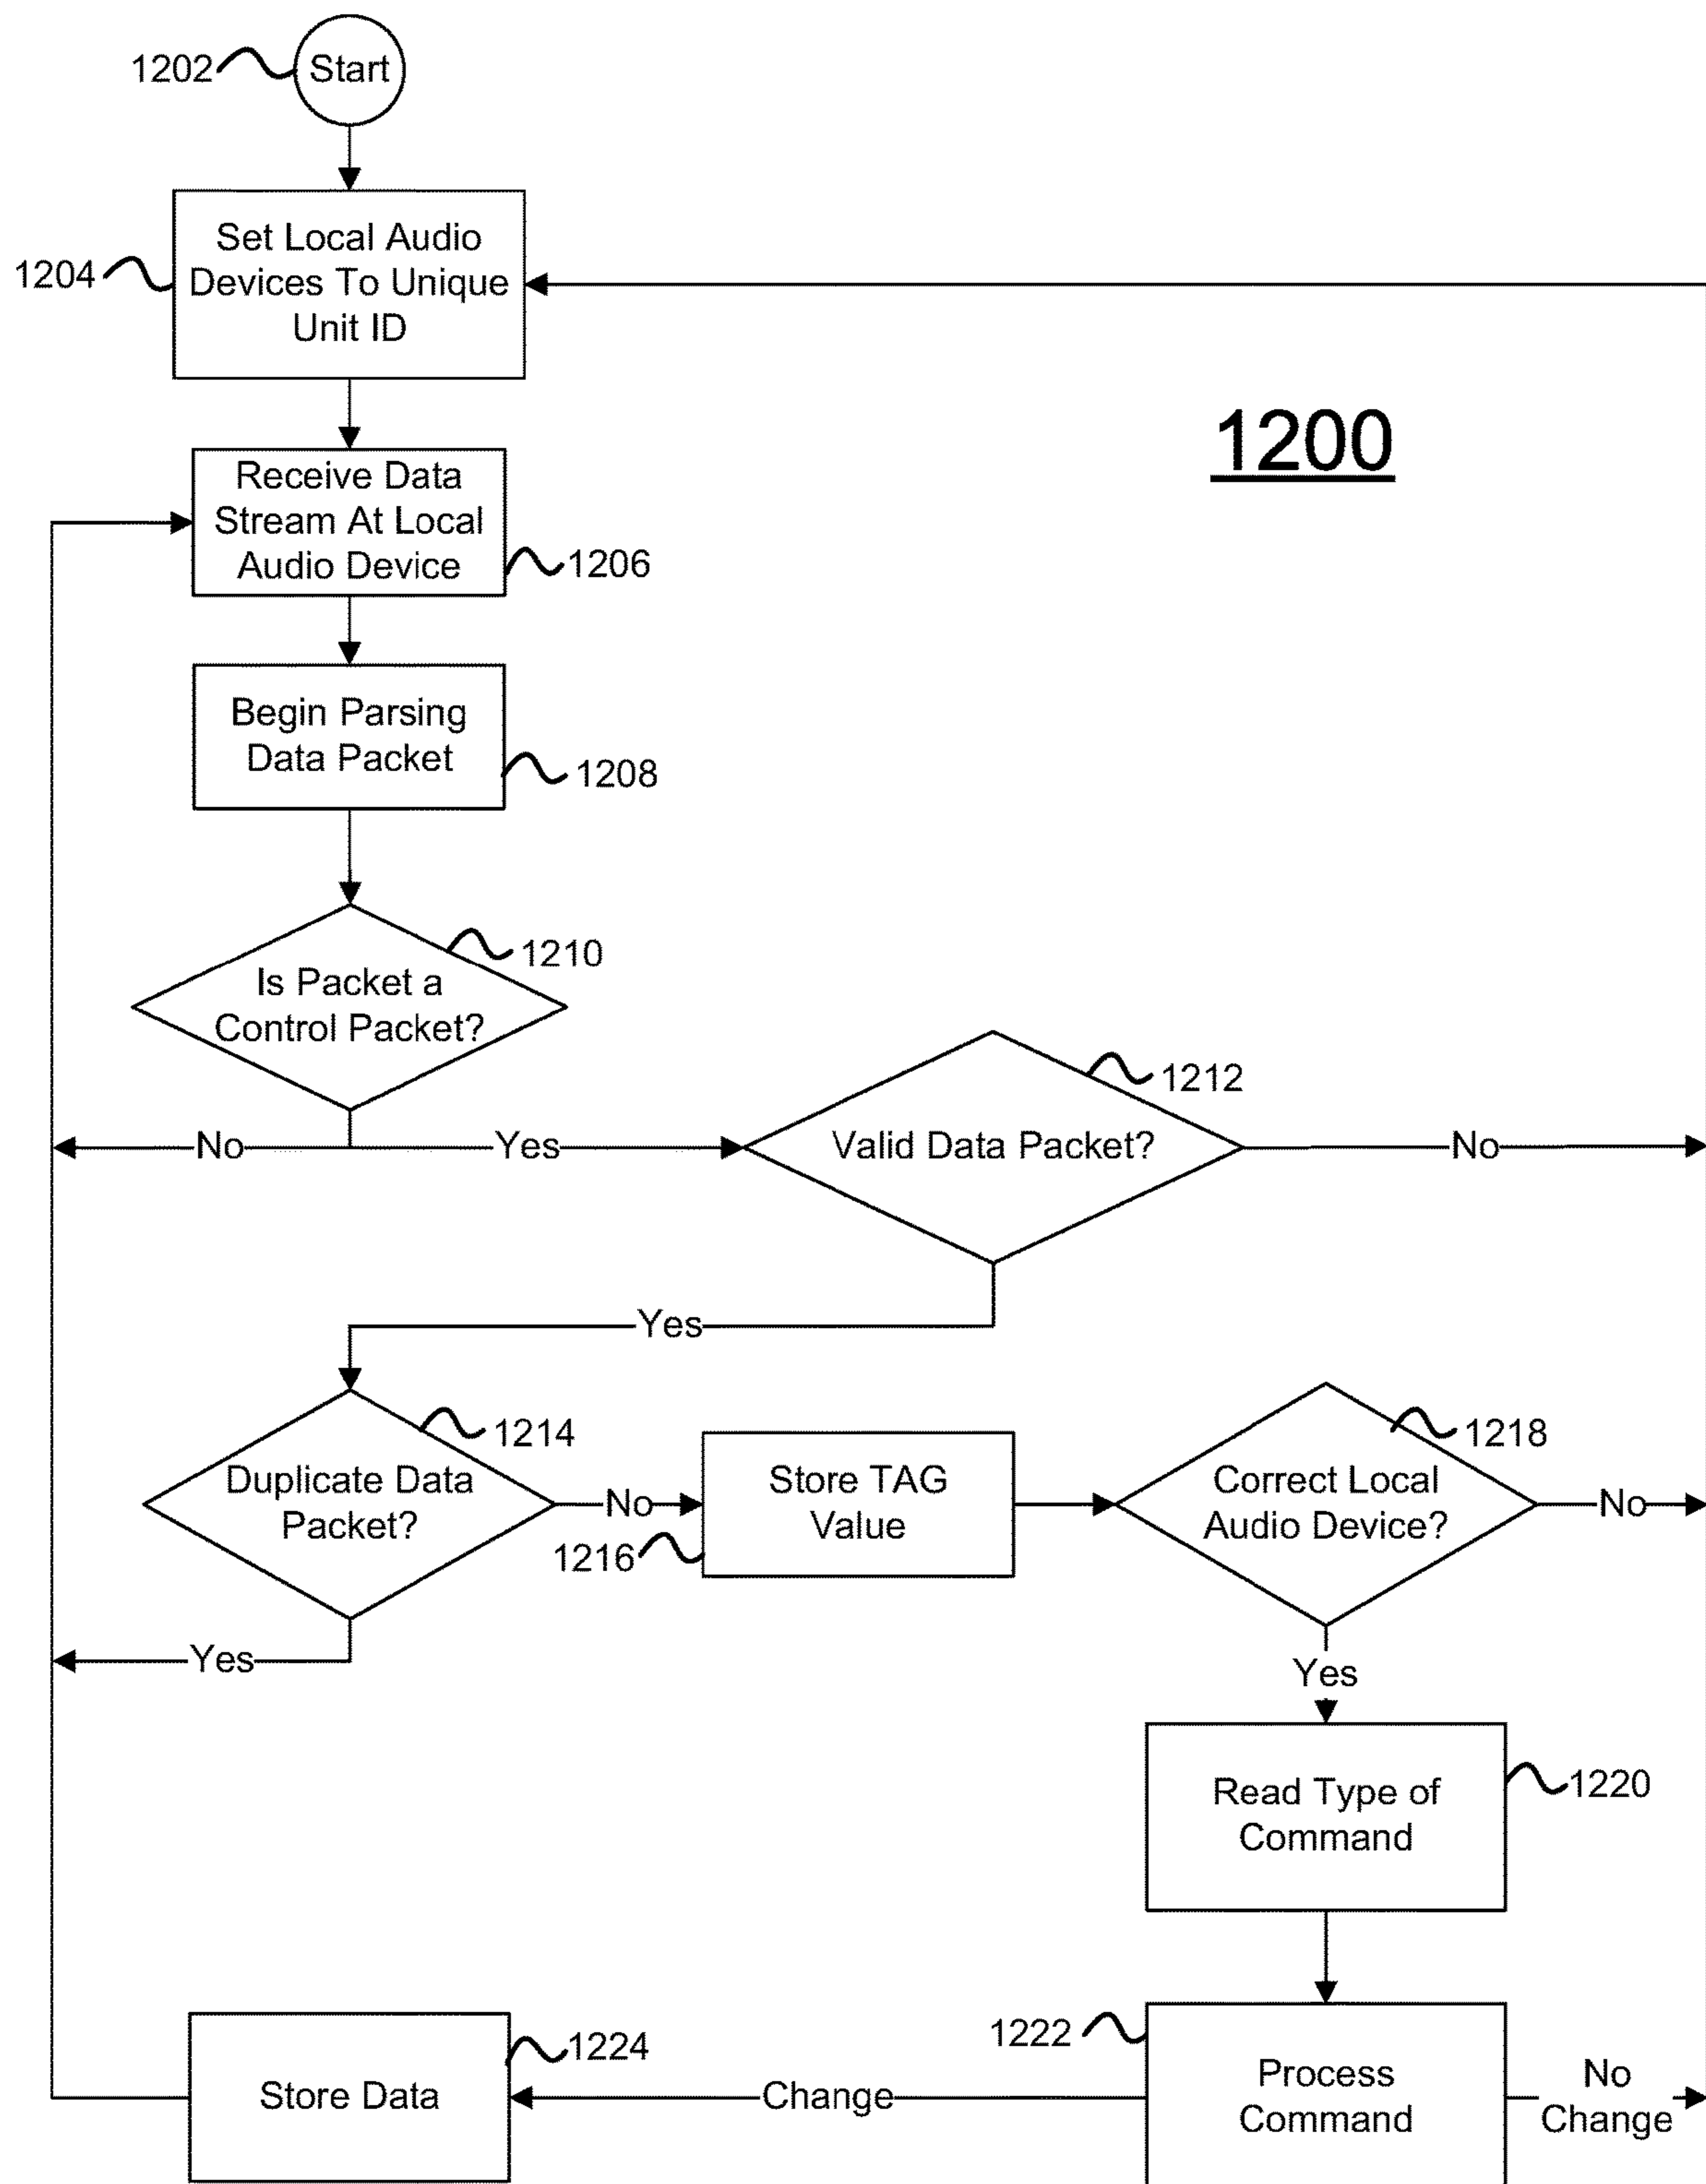 1202
Start
Set Local Audio
Devices To Unique
Unit ID
1204
1200
Receive Data
Stream At Local
Audio Device
1206
Begin Parsing
Data Packet
1208
1210
Is Packet a
Control Packet?
1212
Valid Data Packet?
No
Yes
No
Yes
1214
Duplicate Data
Packet?
No
Store TAG
Value
1216
1218
Correct Local
Audio Device?
No
Yes
Yes
Read Type of
Command
1220
1222
Process
Command
No
Change
Change
1224
Store Data